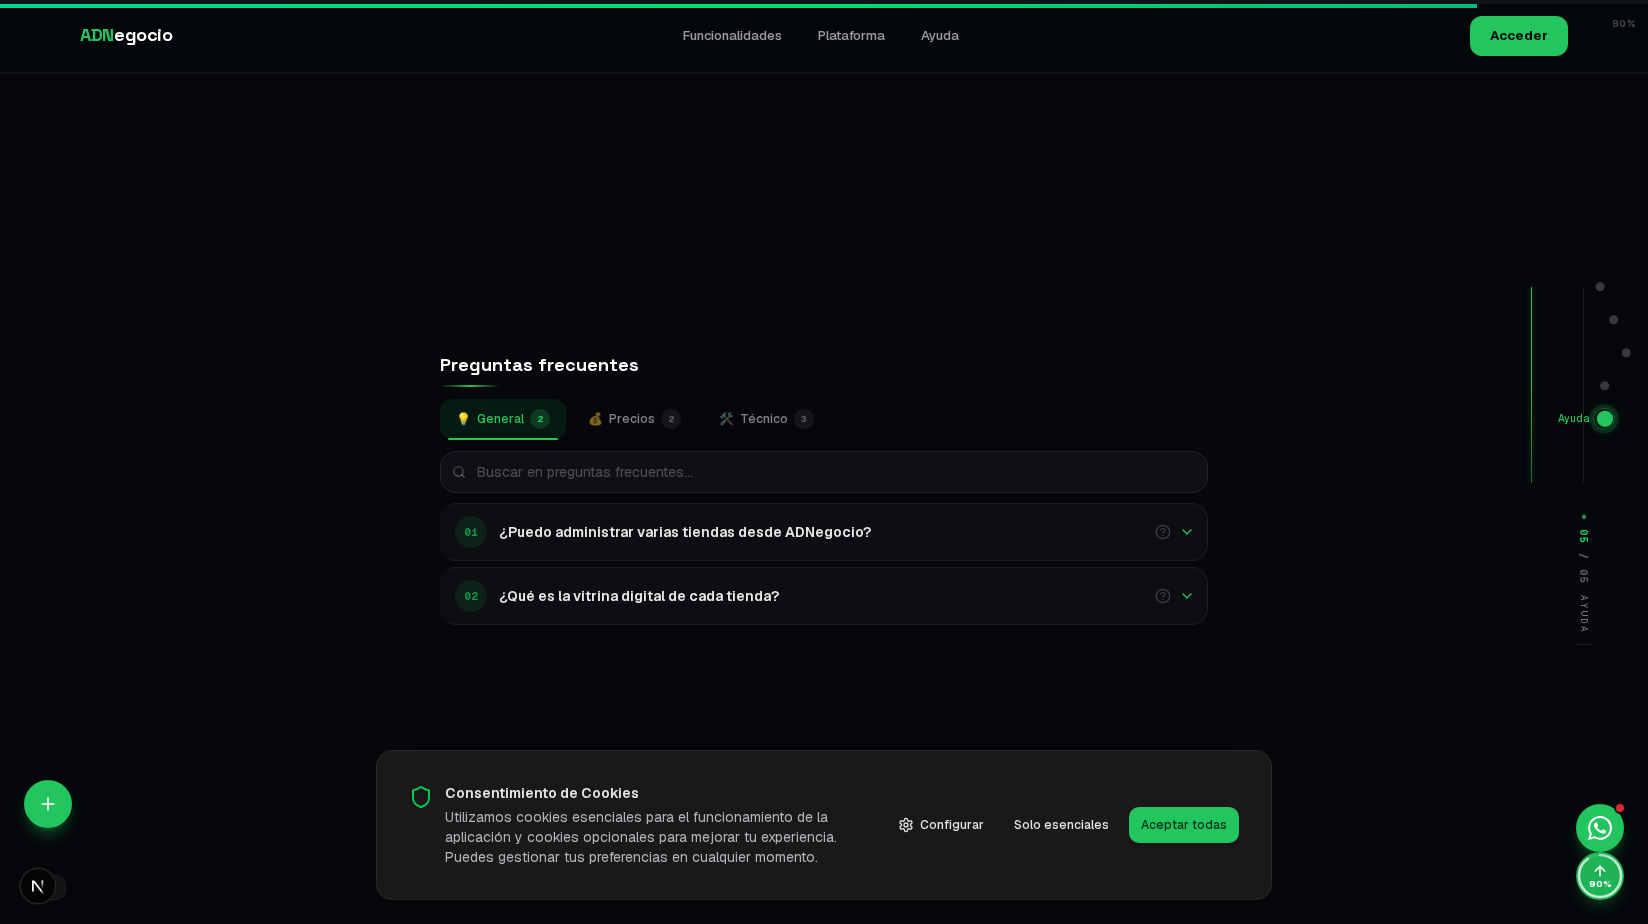 ADNegocio
Funcionalidades
Plataforma
Ayuda
Acceder
90%
Preguntas frecuentes
💡 General 2
💰 Precios 2
🛠️ Técnico 3
Buscar en preguntas frecuentes...
01 ¿Puedo administrar varias tiendas desde ADNegocio?
02 ¿Qué es la vitrina digital de cada tienda?
Ayuda
05 / 05 AYUDA
Consentimiento de Cookies
Utilizamos cookies esenciales para el funcionamiento de la
aplicación y cookies opcionales para mejorar tu experiencia.
Puedes gestionar tus preferencias en cualquier momento.
Configurar
Solo esenciales
Aceptar todas
N
90%